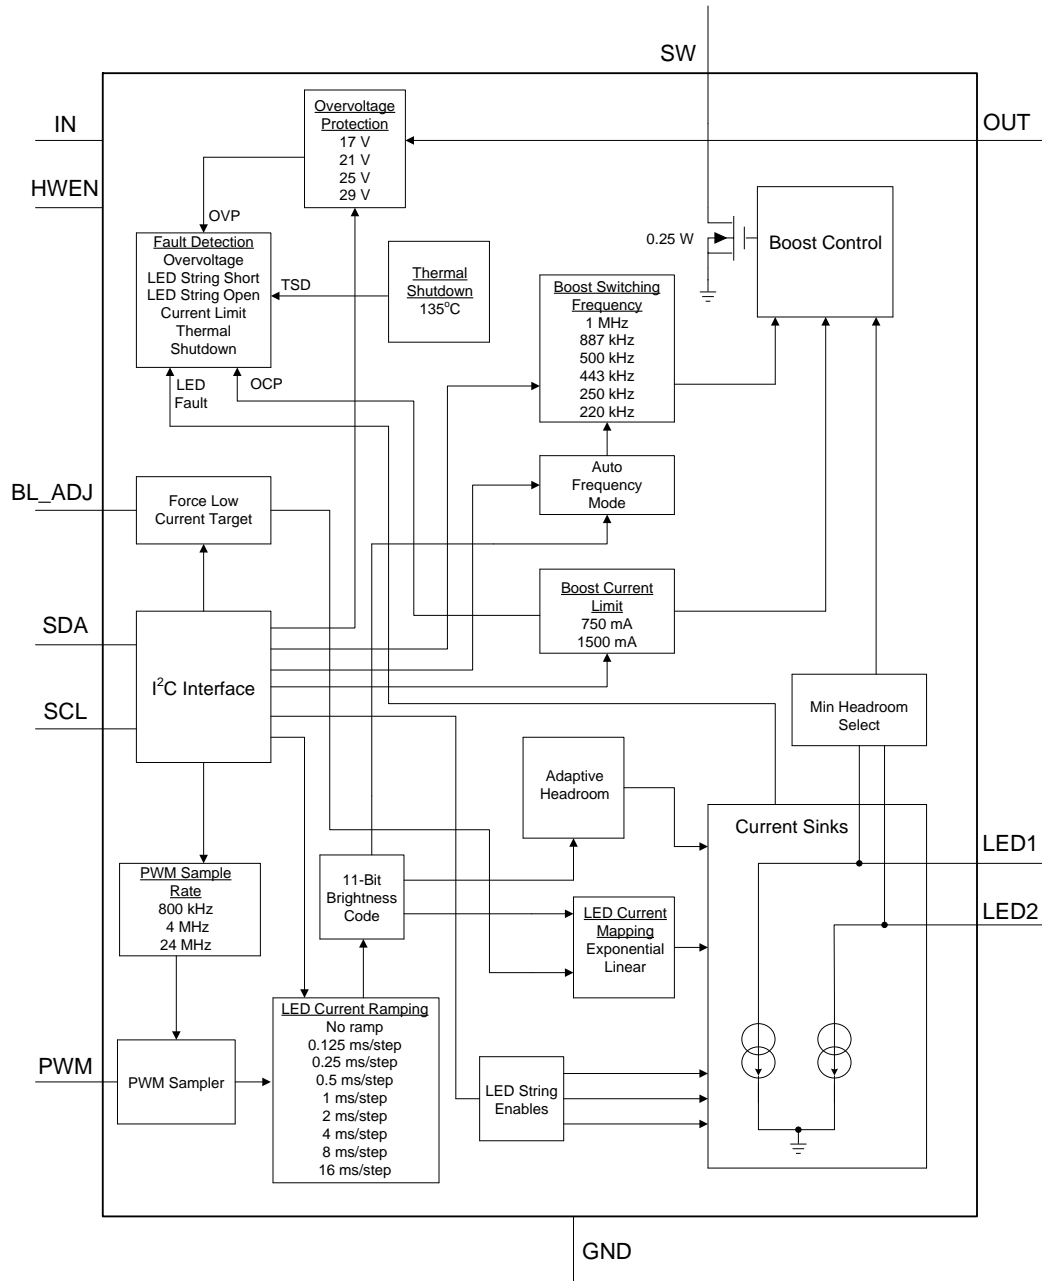 SW
IN
HWEN
OUT
Overvoltage
Protection
17 V
21 V
25 V
29 V
OVP
Fault Detection
Overvoltage
LED String Short
LED String Open
Current Limit
Thermal
Shutdown
TSD
Thermal
Shutdown
135°C
0.25 W
Boost Control
Boost Switching
Frequency
1 MHz
887 kHz
500 kHz
443 kHz
250 kHz
220 kHz
LED
Fault
OCP
BL_ADJ
Force Low
Current Target
Auto
Frequency
Mode
Boost Current
Limit
750 mA
1500 mA
SDA
SCL
I²C Interface
Min Headroom
Select
Adaptive
Headroom
Current Sinks
LED1
LED2
PWM Sample
Rate
800 kHz
4 MHz
24 MHz
11-Bit
Brightness
Code
LED Current
Mapping
Exponential
Linear
PWM
PWM Sampler
LED Current Ramping
No ramp
0.125 ms/step
0.25 ms/step
0.5 ms/step
1 ms/step
2 ms/step
4 ms/step
8 ms/step
16 ms/step
LED String
Enables
GND